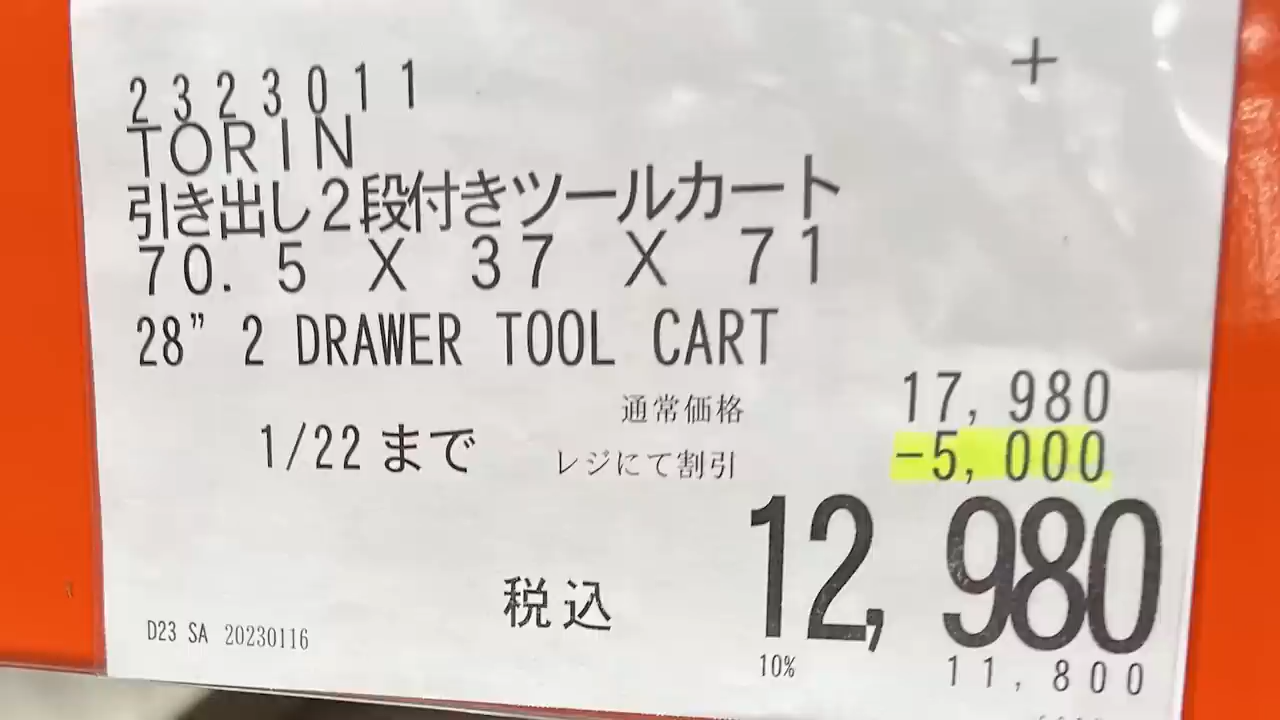 +
2323011
TORIN
引き出し2段付きツールカート
70.5 X 37 X 71
28” 2 DRAWER TOOL CART
通常価格 17,980
1/22まで レジにて割引 -5,000
税込 12,980
D23 SA 20230116
10% 11,800